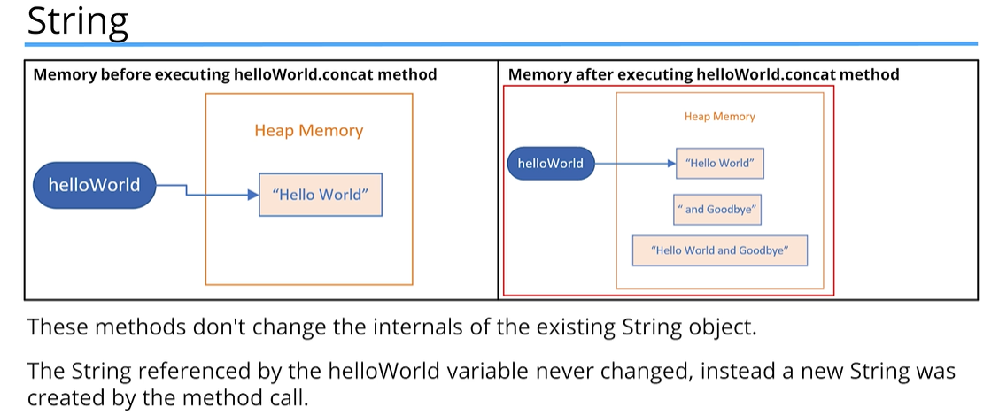 String
Memory before executing helloWorld.concat method
Heap Memory
helloWorld
“Hello World”
Memory after executing helloWorld.concat method
Heap Memory
helloWorld
“Hello World”
“ and Goodbye”
“Hello World and Goodbye”
These methods don't change the internals of the existing String object.
The String referenced by the helloWorld variable never changed, instead a new String was
created by the method call.